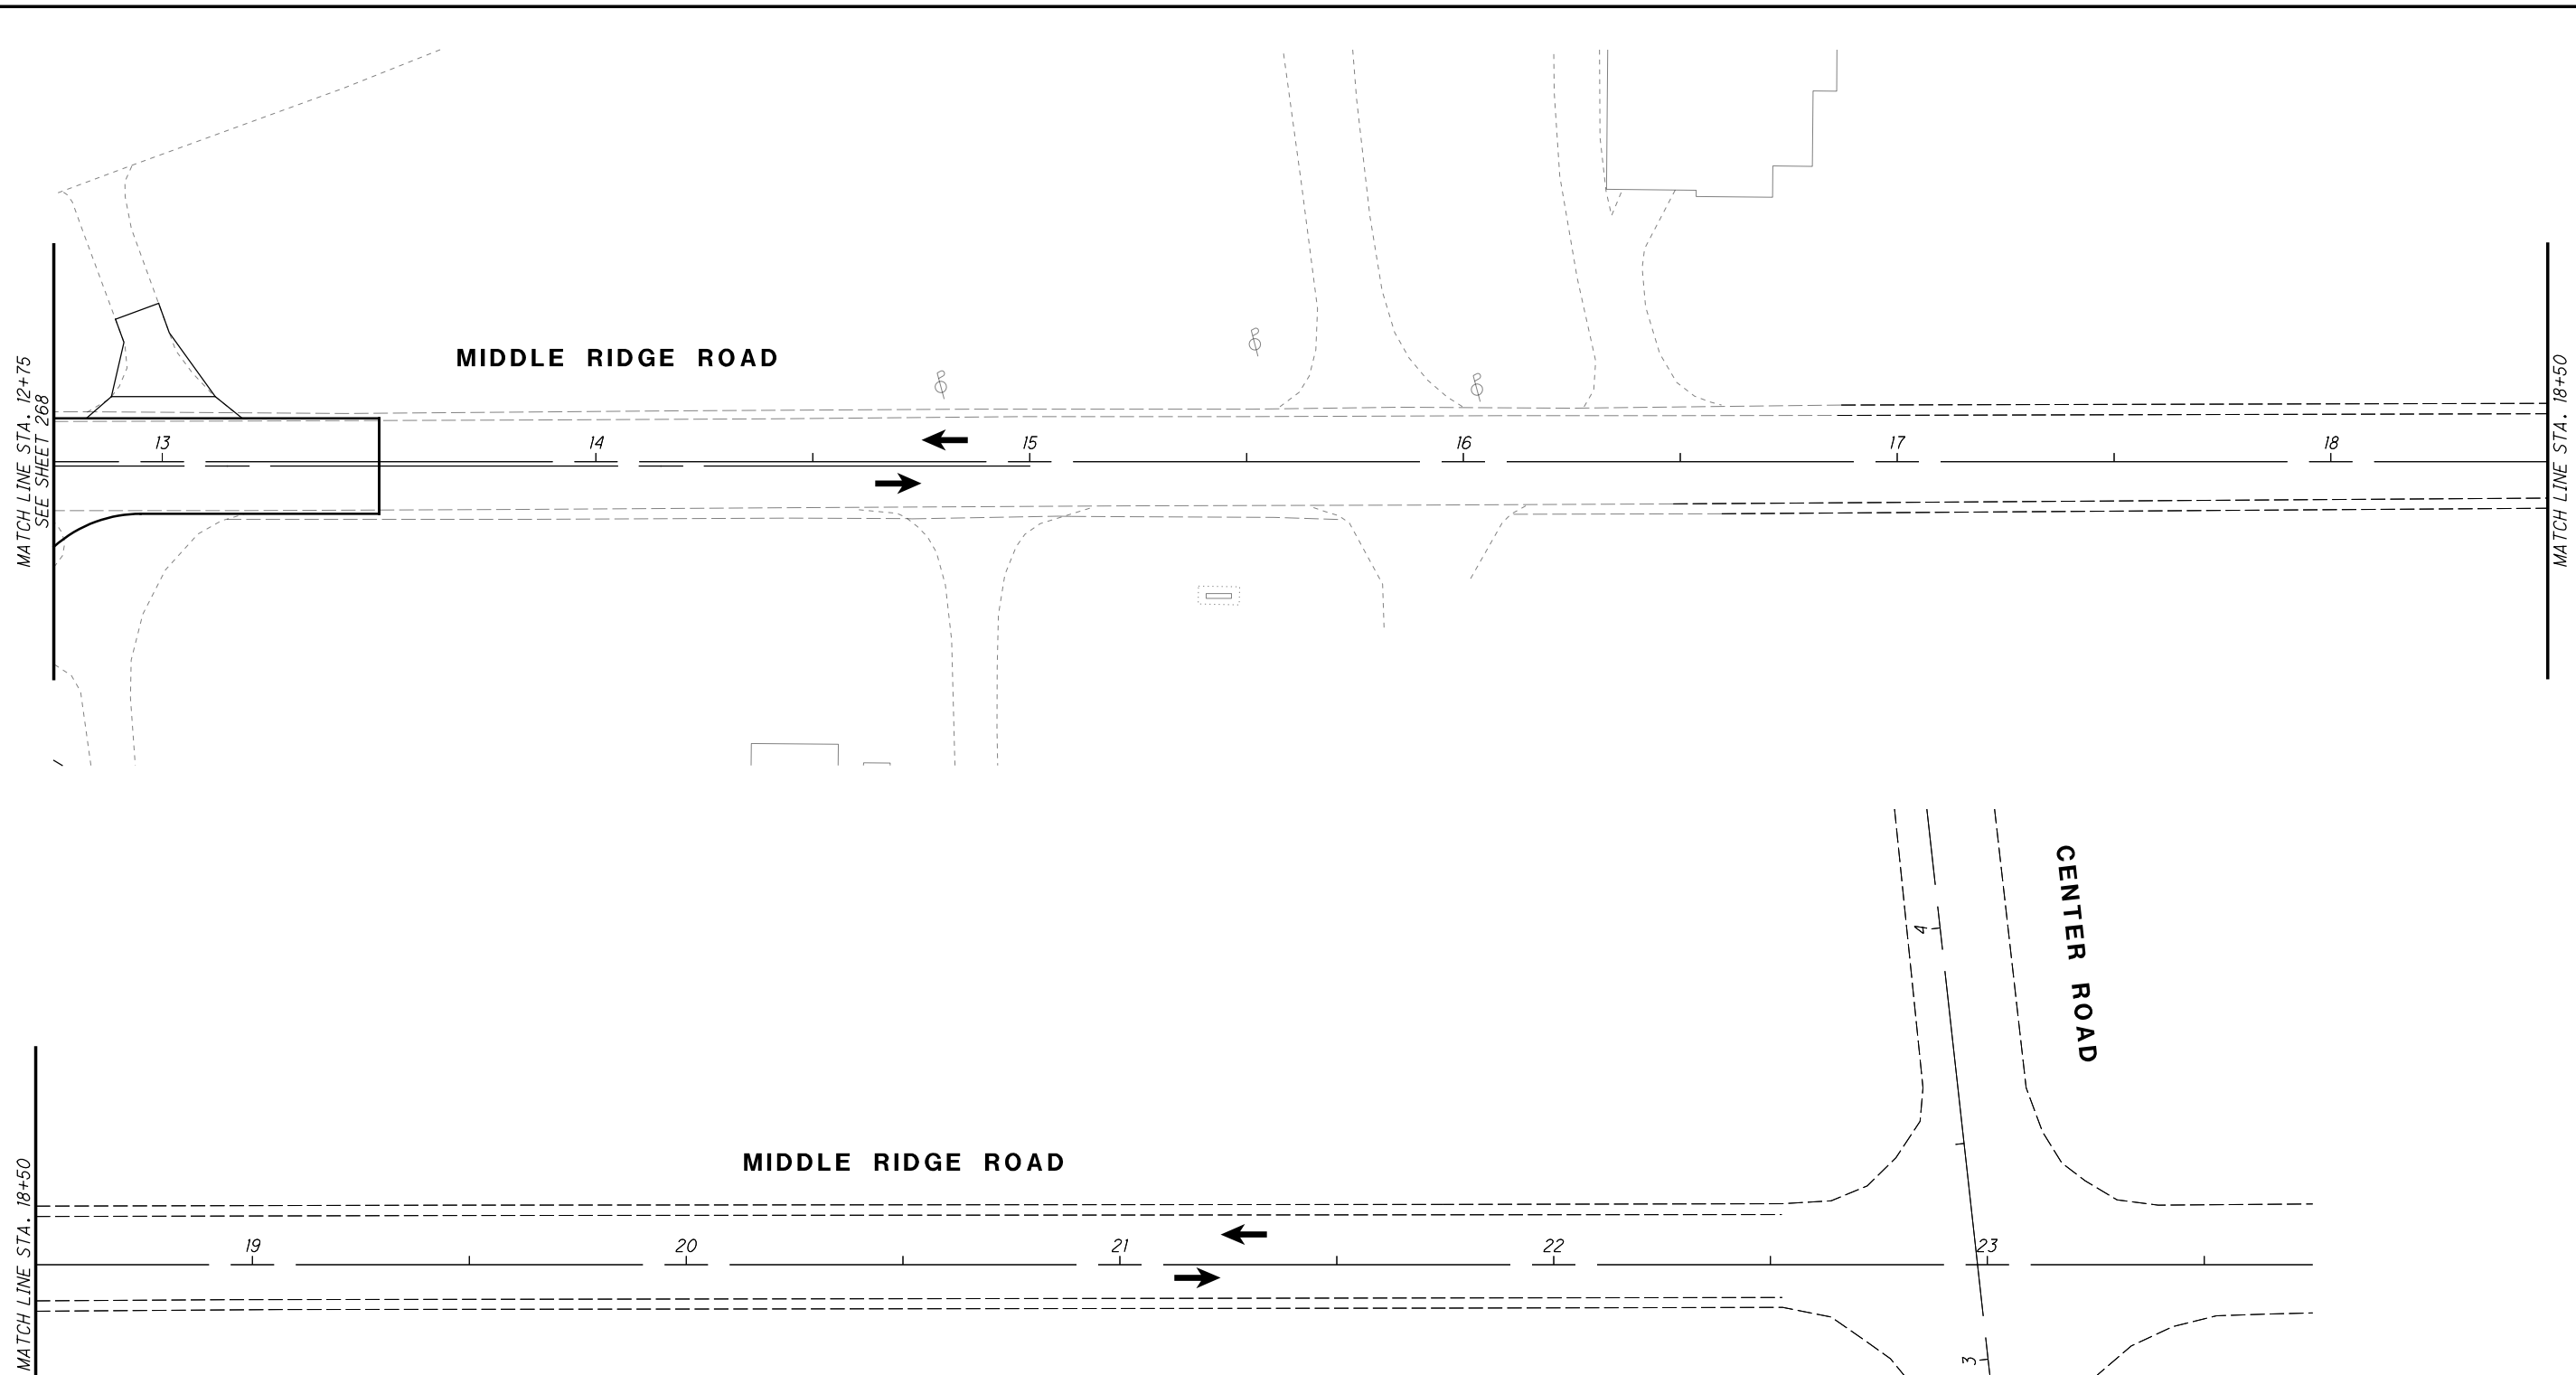 MATCH LINE STA. 12+75
SEE SHEET 268
MIDDLE RIDGE ROAD
13
14
15
16
17
18
MATCH LINE STA. 18+50
CENTER ROAD
4
MATCH LINE STA. 18+50
MIDDLE RIDGE ROAD
19
20
21
22
23
3